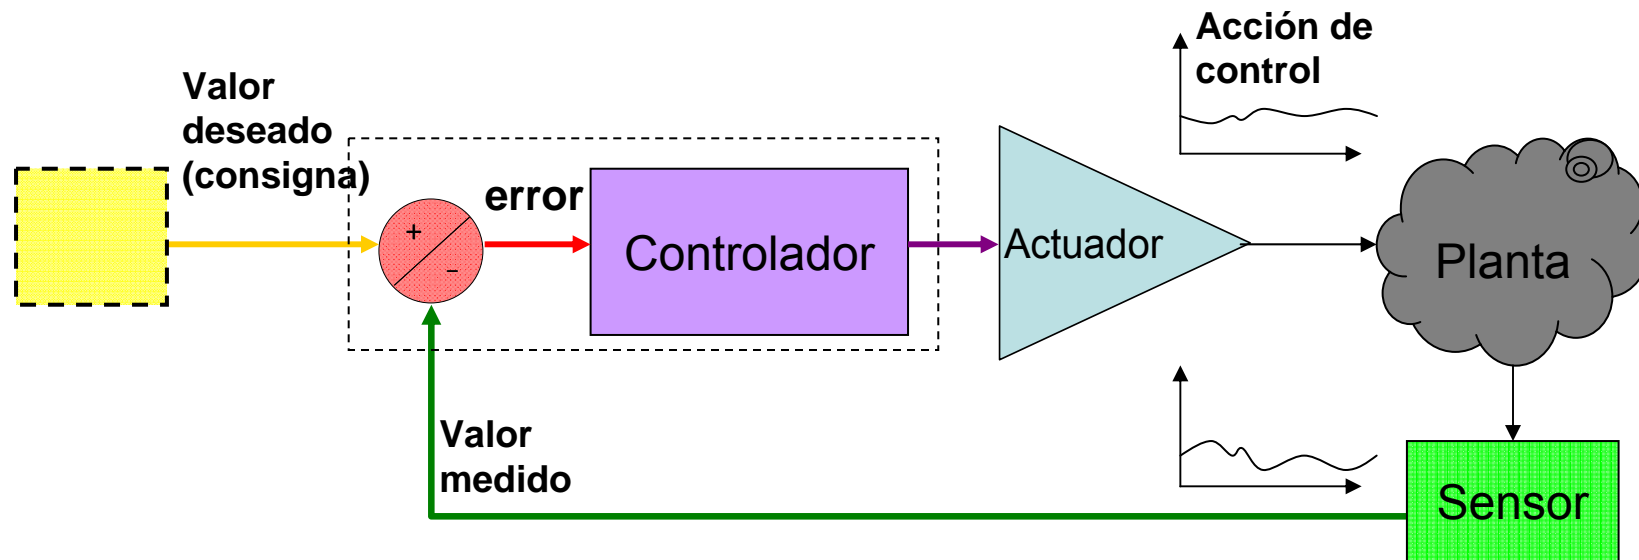 Acción de
control
Valor
deseado
(consigna)
error
+
-
Controlador
Actuador
Planta
Valor
medido
Sensor